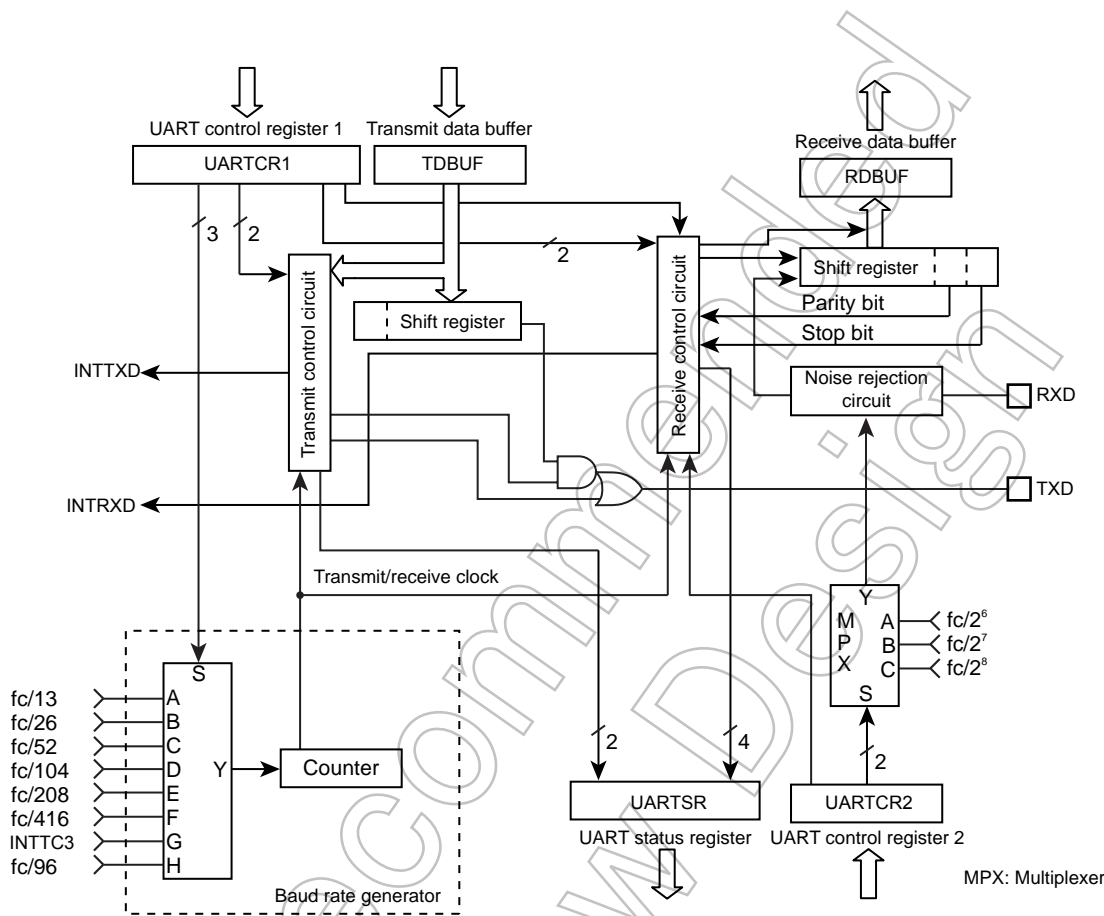 UART control register 1
Transmit data buffer
Receive data buffer
UARTCR1
TDBUF
RDBUF
3
2
2
Transmit control circuit
Shift register
Receive control circuit
Shift register
Parity bit
Stop bit
INTTXD
Noise rejection
circuit
RXD
TXD
INTRXD
Transmit/receive clock
Y
M
P
X
A
B
C
S
fc/2⁶
fc/2⁷
fc/2⁸
S
fc/13
A
fc/26
B
fc/52
C
fc/104
D
Y
Counter
fc/208
E
fc/416
F
INTTC3
G
fc/96
H
Baud rate generator
2
4
2
UARTSR
UART status register
UARTCR2
UART control register 2
MPX: Multiplexer
ecommended
w Design